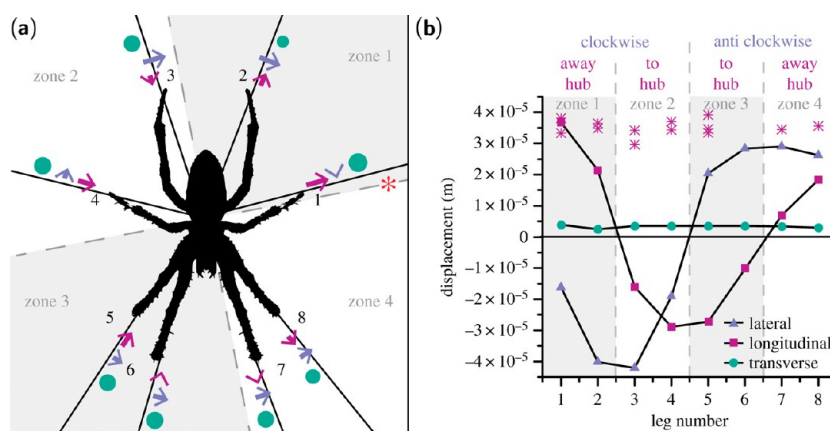 (a)
zone 1
zone 2
3
2
4
1
*
zone 3
zone 4
5
8
6
7
(b)
clockwise
anti clockwise
away to to away
hub hub hub hub
zone 1 zone 2 zone 3 zone 4
4 × 10⁻⁵
3 × 10⁻⁵
2 × 10⁻⁵
1 × 10⁻⁵
0
−1 × 10⁻⁵
−2 × 10⁻⁵
−3 × 10⁻⁵
−4 × 10⁻⁵
displacement (m)
lateral
longitudinal
transverse
1 2 3 4 5 6 7 8
leg number